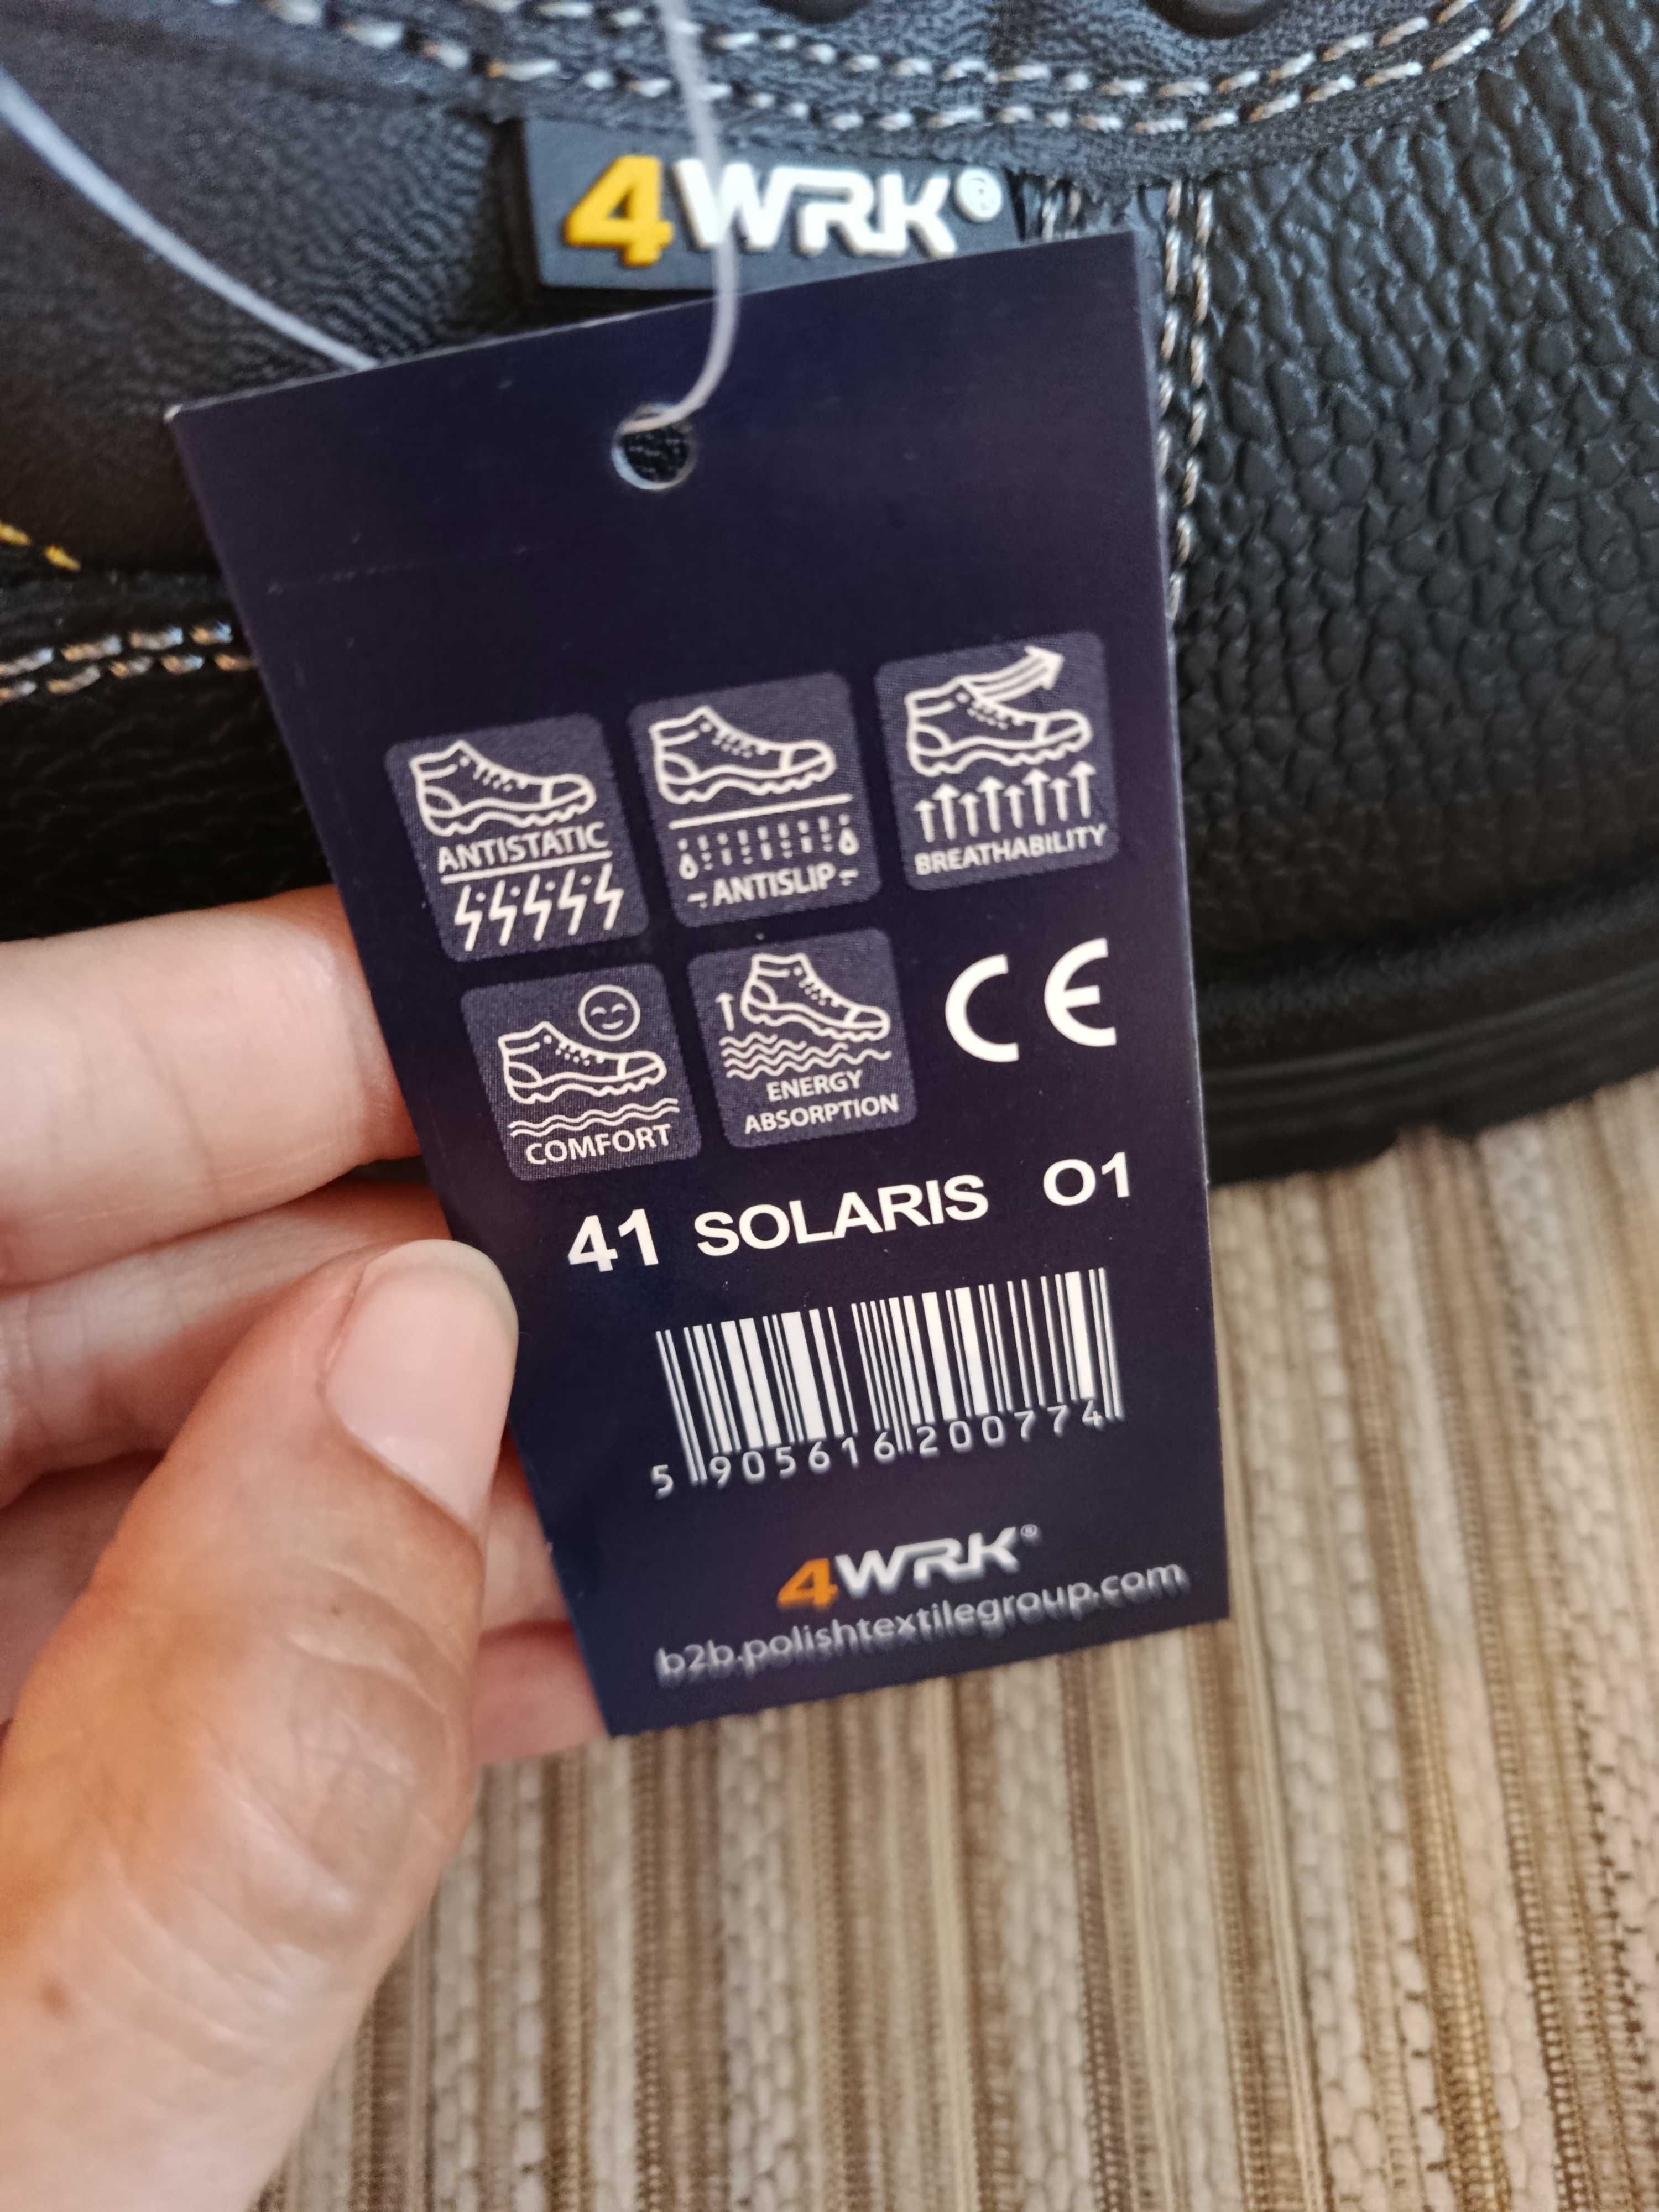 4WRK®
ANTISTATIC
ANTISLIP
BREATHABILITY
COMFORT
ENERGY
ABSORPTION
CE
41 SOLARIS O1
5 905616 200774
4WRK®
b2b.polishtextilegroup.com